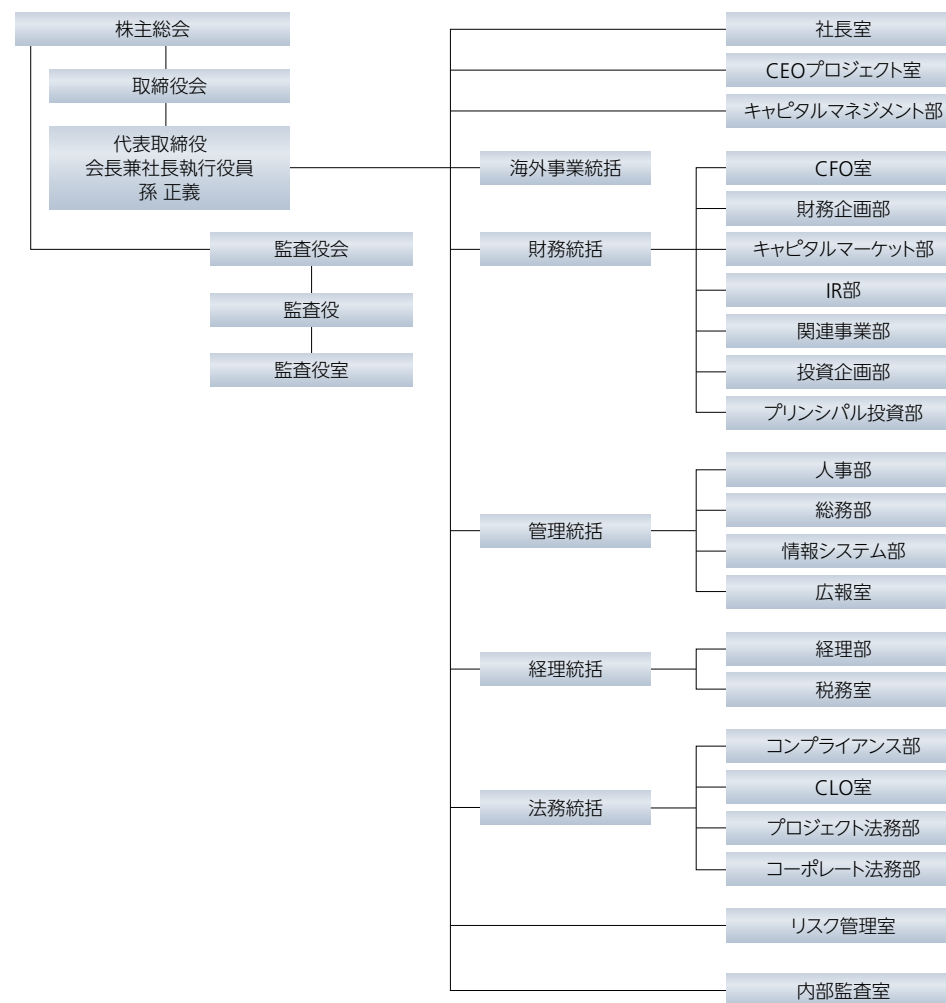 株主総会
取締役会
代表取締役
会長兼社長執行役員
孫 正義
監査役会
監査役
監査役室
社長室
CEOプロジェクト室
キャピタルマネジメント部
海外事業統括
財務統括
CFO室
財務企画部
キャピタルマーケット部
IR部
関連事業部
投資企画部
プリンシパル投資部
管理統括
人事部
総務部
情報システム部
広報室
経理統括
経理部
税務室
法務統括
コンプライアンス部
CLO室
プロジェクト法務部
コーポレート法務部
リスク管理室
内部監査室